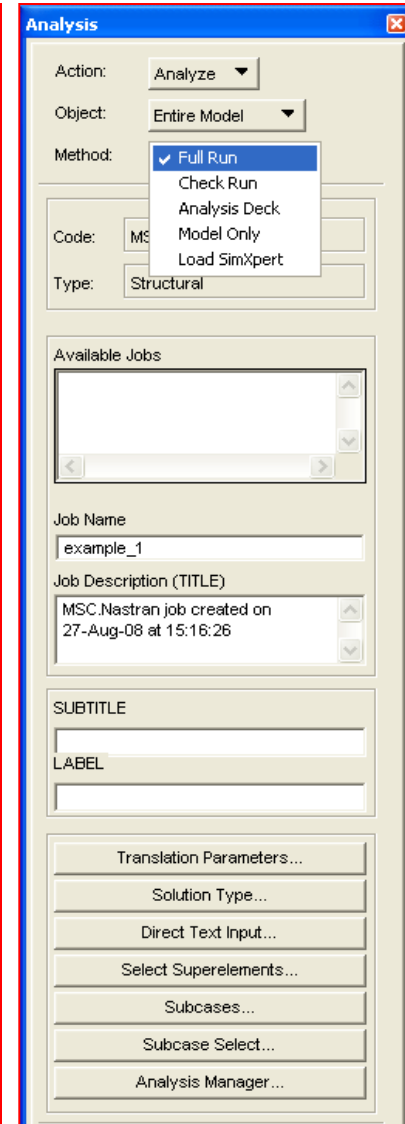 Analysis
Action: Analyze
Object: Entire Model
Method:
Full Run
Check Run
Analysis Deck
Model Only
Load SimXpert
Code:
Type: Structural
Available Jobs
Job Name
example_1
Job Description (TITLE)
MSC.Nastran job created on
27-Aug-08 at 15:16:26
SUBTITLE
LABEL
Translation Parameters...
Solution Type...
Direct Text Input...
Select Superelements...
Subcases...
Subcase Select...
Analysis Manager...